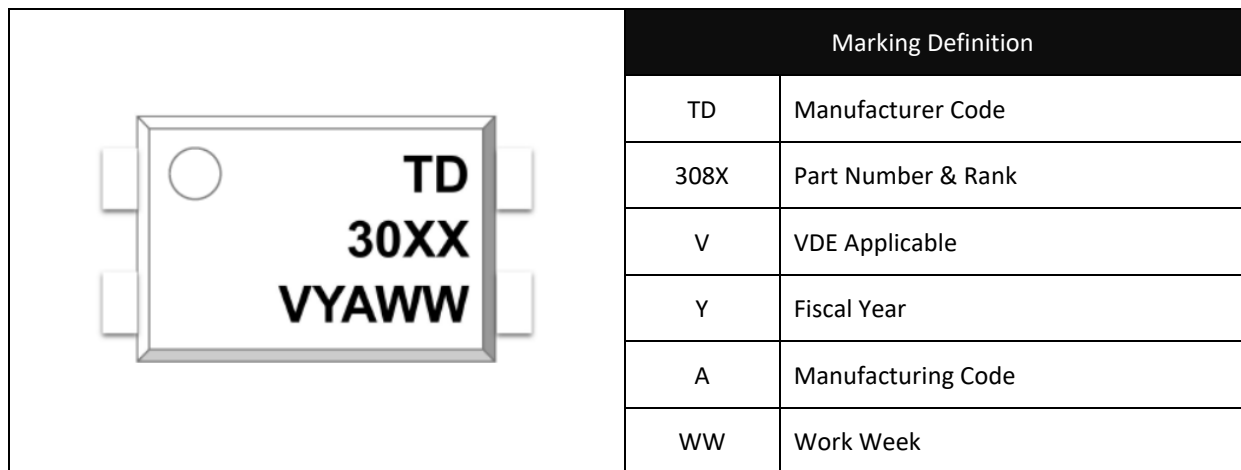 TD
30XX
VYAWW
Marking Definition
TD Manufacturer Code
308X Part Number & Rank
V VDE Applicable
Y Fiscal Year
A Manufacturing Code
WW Work Week